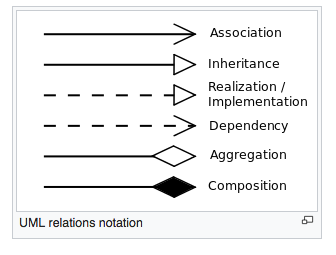 Association
Inheritance
Realization /
Implementation
Dependency
Aggregation
Composition
UML relations notation